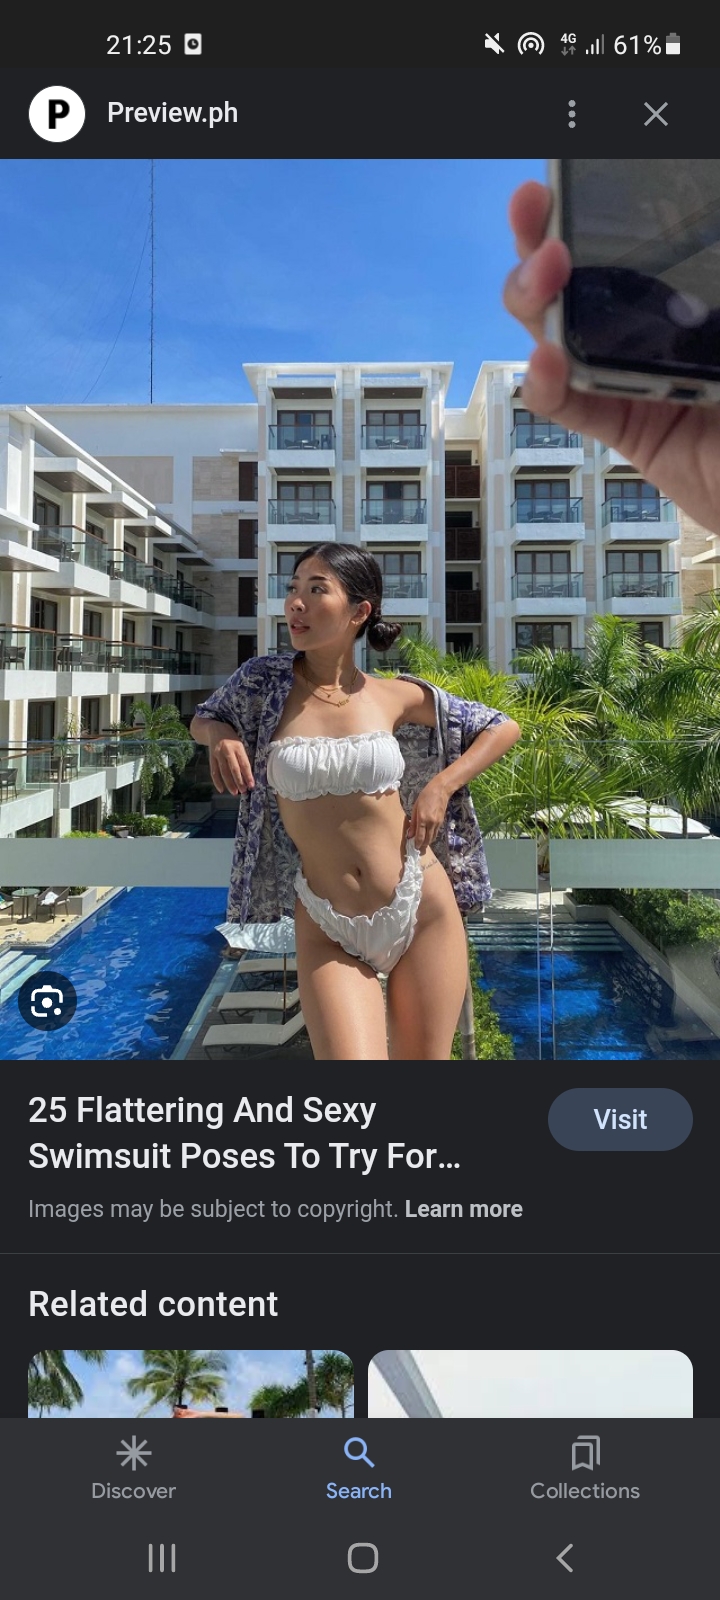 21:25
4G
61%
P
Preview.ph
25 Flattering And Sexy
Swimsuit Poses To Try For...
Visit
Images may be subject to copyright. Learn more
Related content
Discover
Search
Collections